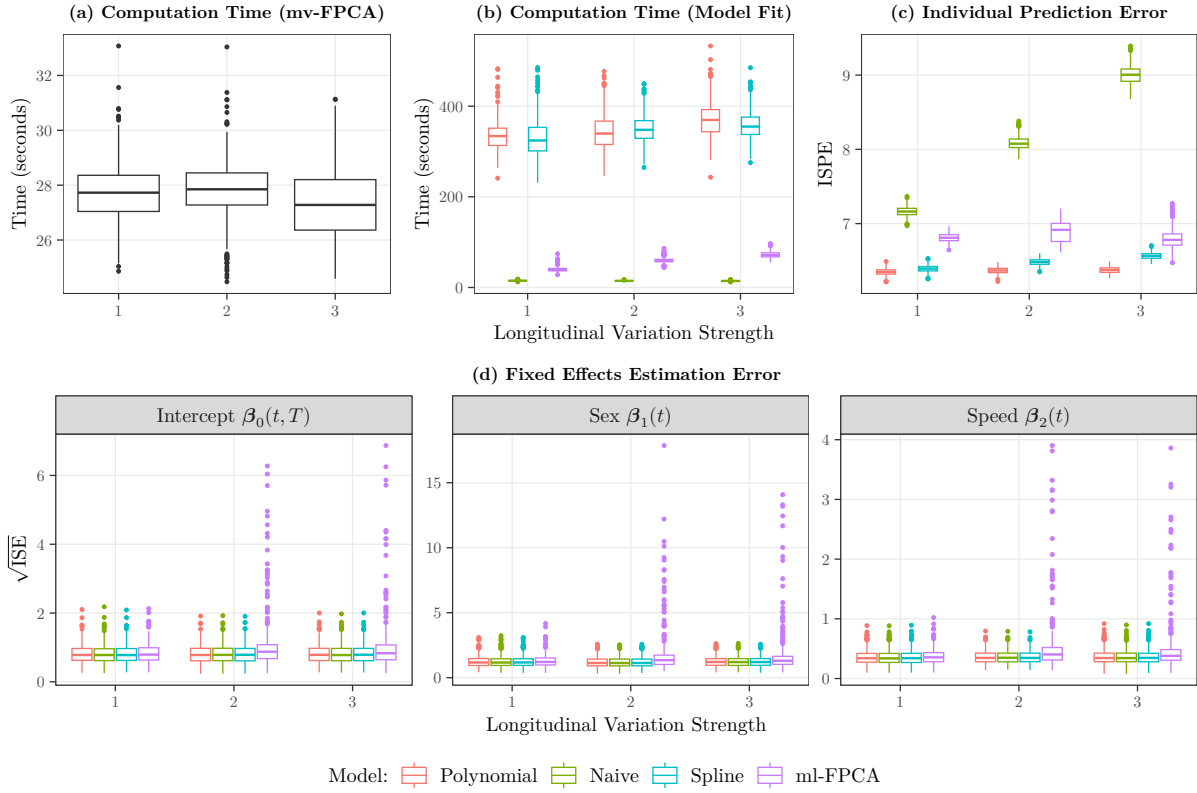 (a) Computation Time (mv-FPCA)
Time (seconds)
32
30
28
26
1
2
3
(b) Computation Time (Model Fit)
Time (seconds)
400
200
0
1
2
3
Longitudinal Variation Strength
(c) Individual Prediction Error
ISPE
9
8
7
1
2
3
(d) Fixed Effects Estimation Error
√ISE
Intercept β₀(t, T)
6
4
2
0
1
2
3
Sex β₁(t)
15
10
5
0
1
2
3
Longitudinal Variation Strength
Speed β₂(t)
4
3
2
1
0
1
2
3
Model: Polynomial Naive Spline ml-FPCA